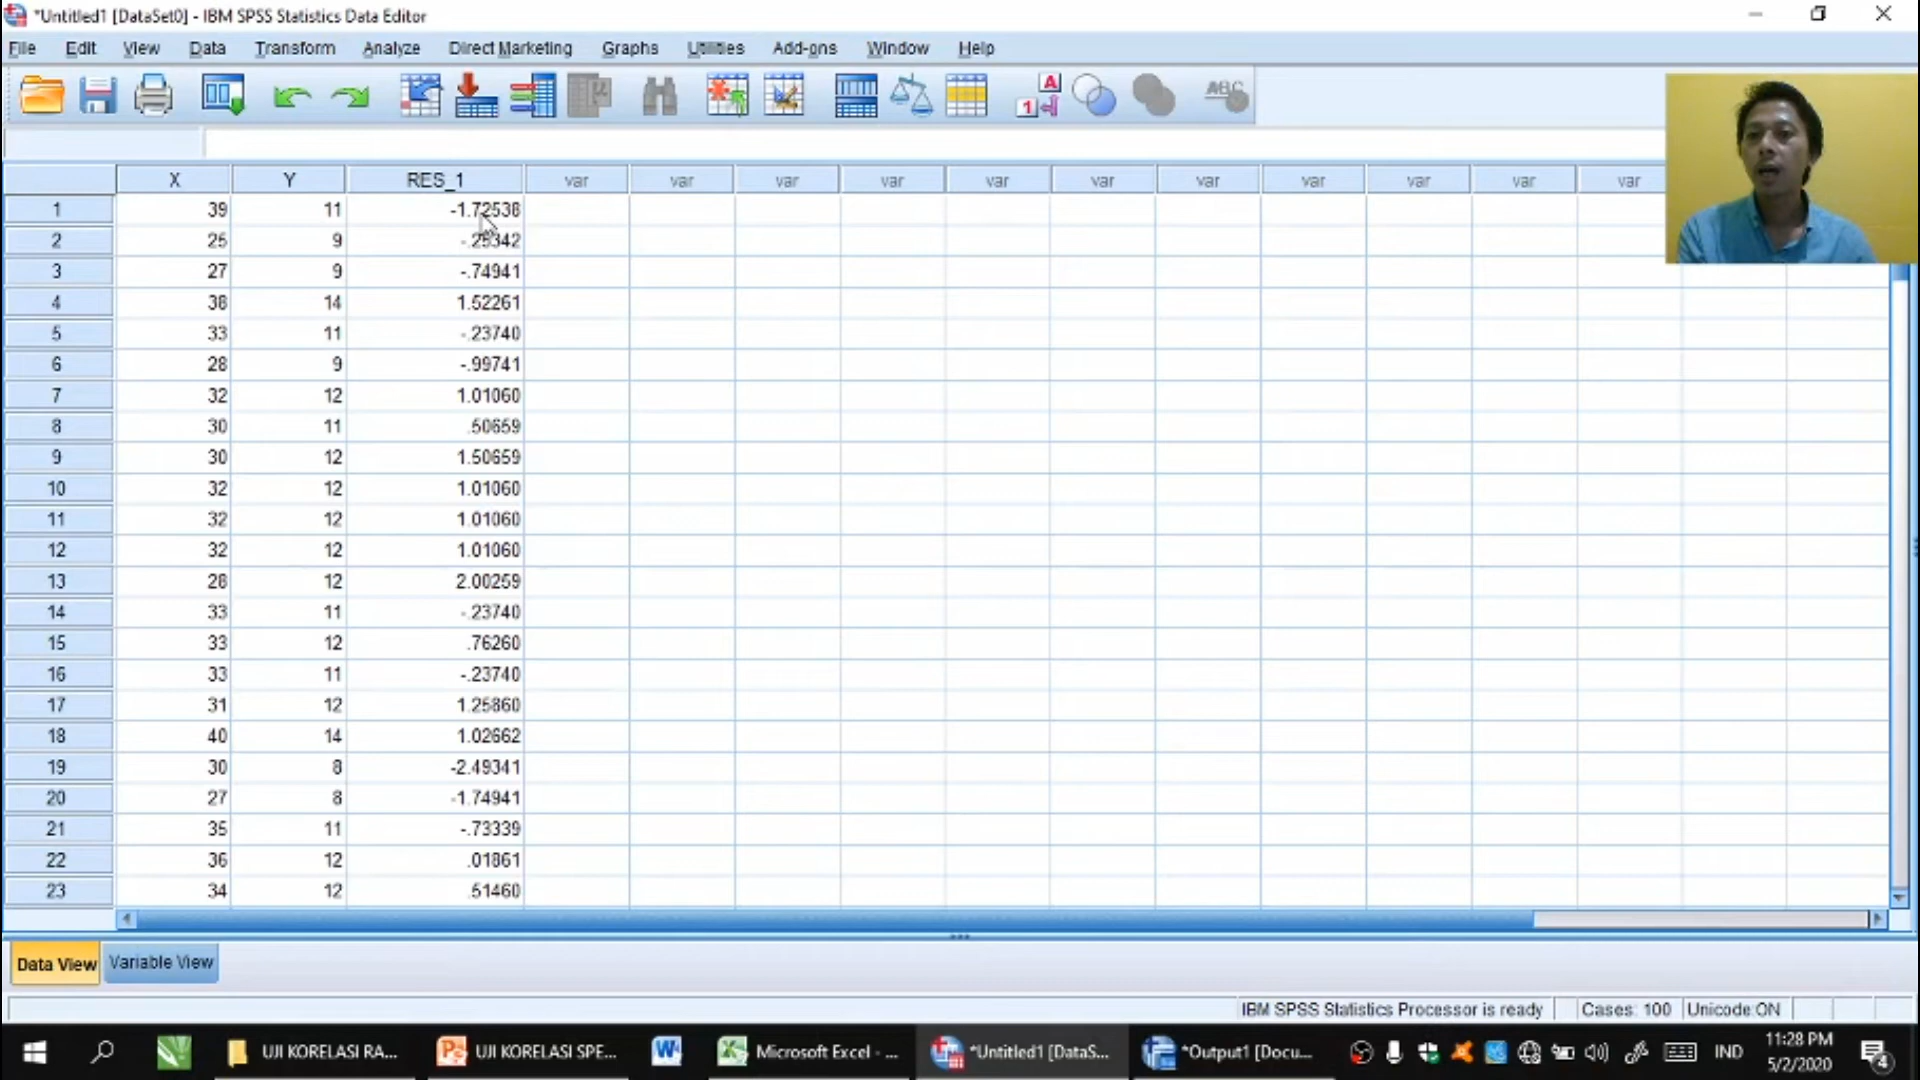 *Untitled1 [DataSet0] - IBM SPSS Statistics Data Editor
File Edit View Data Transform Analyze Direct Marketing Graphs Utilities Add-ons Window Help
A
1
ABC
X Y RES_1 var var var var var var var var var var var
1 39 11 -1.72538
2 25 9 -.25342
3 27 9 -.74941
4 38 14 1.52261
5 33 11 -.23740
6 28 9 -.99741
7 32 12 1.01060
8 30 11 .50659
9 30 12 1.50659
10 32 12 1.01060
11 32 12 1.01060
12 32 12 1.01060
13 28 12 2.00259
14 33 11 -.23740
15 33 12 .76260
16 33 11 -.23740
17 31 12 1.25860
18 40 14 1.02662
19 30 8 -2.49341
20 27 8 -1.74941
21 35 11 -.73339
22 36 12 .01861
23 34 12 .51460
Data View Variable View
IBM SPSS Statistics Processor is ready Cases: 100 Unicode:ON
UJI KORELASI RA... UJI KORELASI SPE... Microsoft Excel - ... *Untitled1 [DataS... *Output1 [Docu... IND 11:28 PM
5/2/2020 4